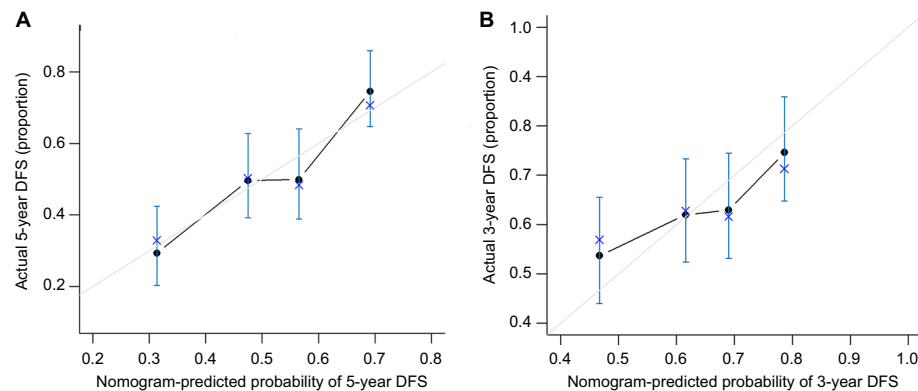 A
Actual 5-year DFS (proportion)
0.8
0.6
0.4
0.2
0.2 0.3 0.4 0.5 0.6 0.7 0.8
Nomogram-predicted probability of 5-year DFS
B
Actual 3-year DFS (proportion)
1.0
0.4
0.8
0.7
0.6
0.5
0.4
0.4 0.5 0.6 0.7 0.8 0.9 1.0
Nomogram-predicted probability of 3-year DFS